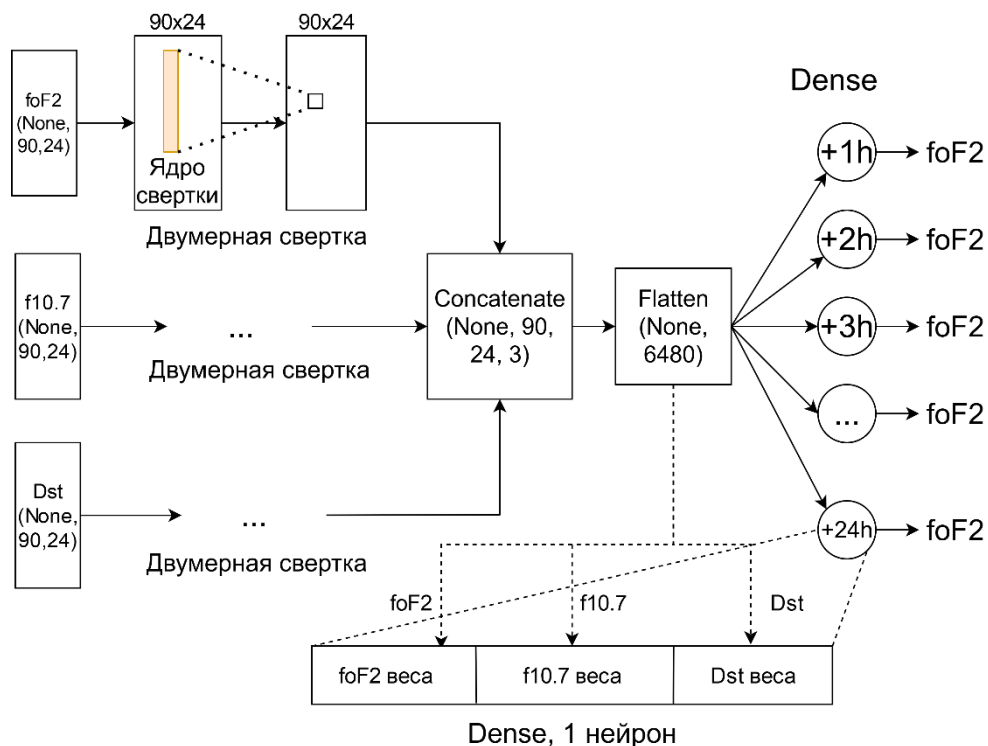 90x24
90x24
foF2
(None,
90,24)
Ядро
свертки
Двумерная свертка
f10.7
(None,
90,24)
...
Двумерная свертка
Dst
(None,
90,24)
...
Двумерная свертка
Concatenate
(None, 90,
24, 3)
Flatten
(None,
6480)
Dense
+1h
foF2
+2h
foF2
+3h
foF2
...
foF2
+24h
foF2
foF2
f10.7
Dst
foF2 веса
f10.7 веса
Dst веса
Dense, 1 нейрон